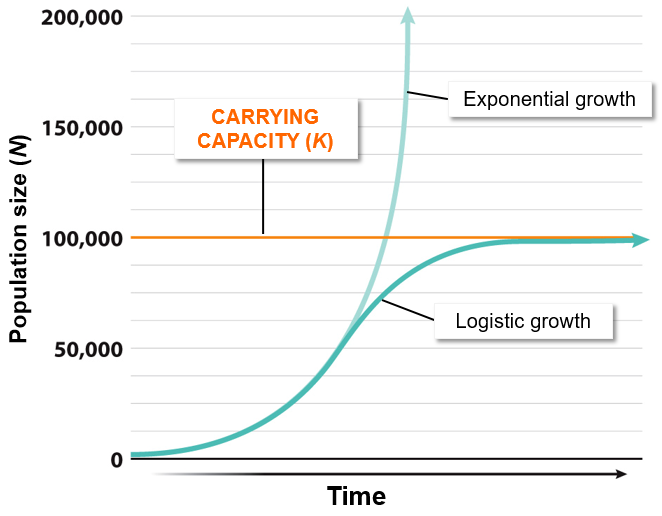 200,000
Exponential growth
CARRYING
CAPACITY (K)
150,000
100,000
Logistic growth
50,000
0
Population size (N)
Time